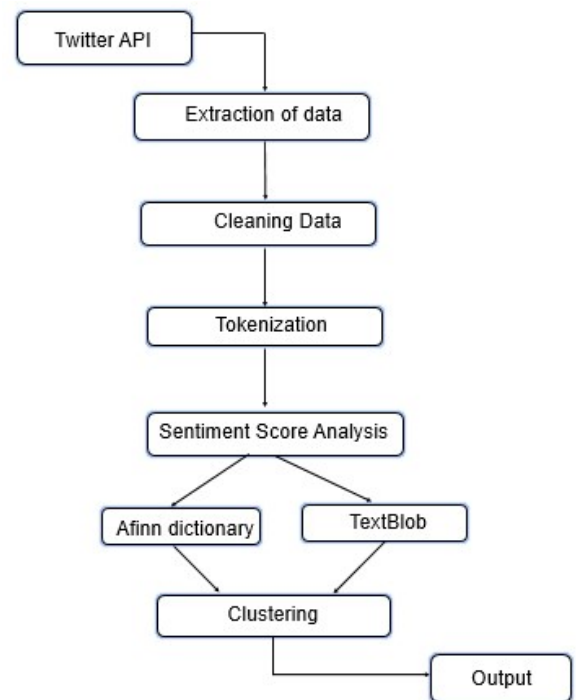 Twitter API
Extraction of data
Cleaning Data
Tokenization
Sentiment Score Analysis
Afinn dictionary
TextBlob
Clustering
Output